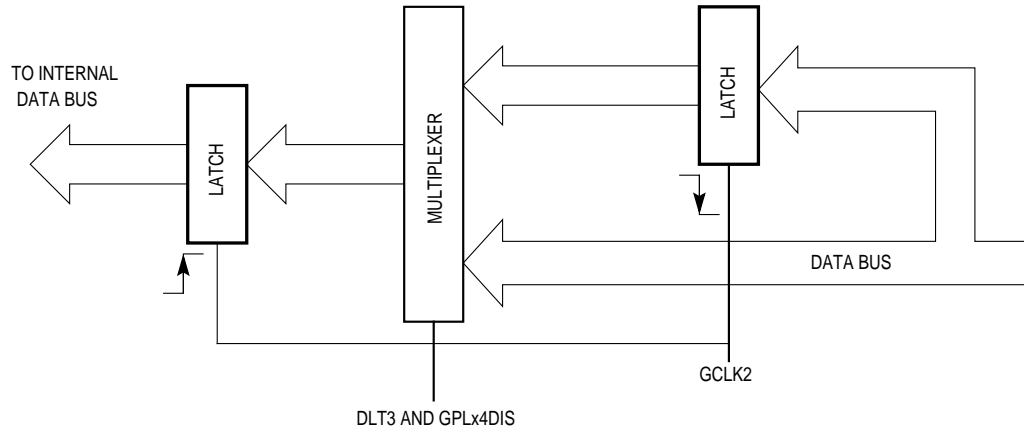 TO INTERNAL
DATA BUS
LATCH
MULTIPLEXER
LATCH
DATA BUS
GCLK2
DLT3 AND GPLx4DIS